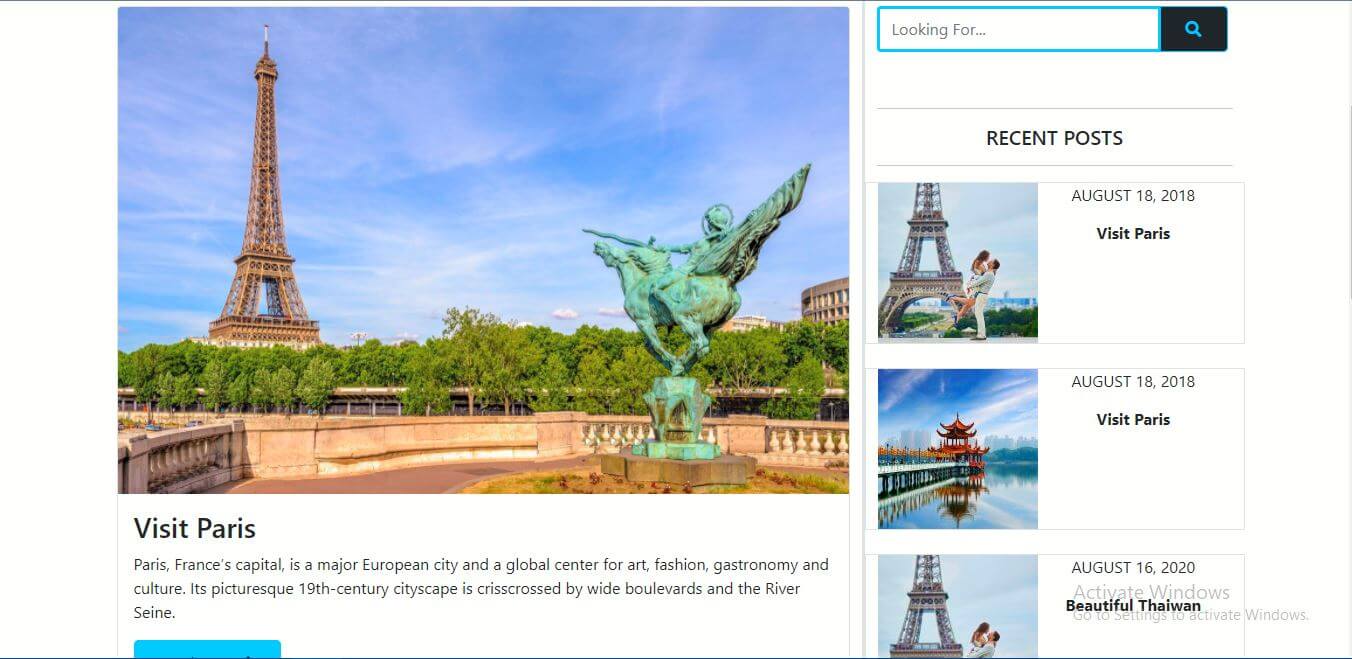 Looking For...
RECENT POSTS
AUGUST 18, 2018
Visit Paris
AUGUST 18, 2018
Visit Paris
AUGUST 16, 2020
Beautiful Thaiwan
Activate Windows
Go to Settings to activate Windows.
Visit Paris
Paris, France's capital, is a major European city and a global center for art, fashion, gastronomy and
culture. Its picturesque 19th-century cityscape is crisscrossed by wide boulevards and the River
Seine.